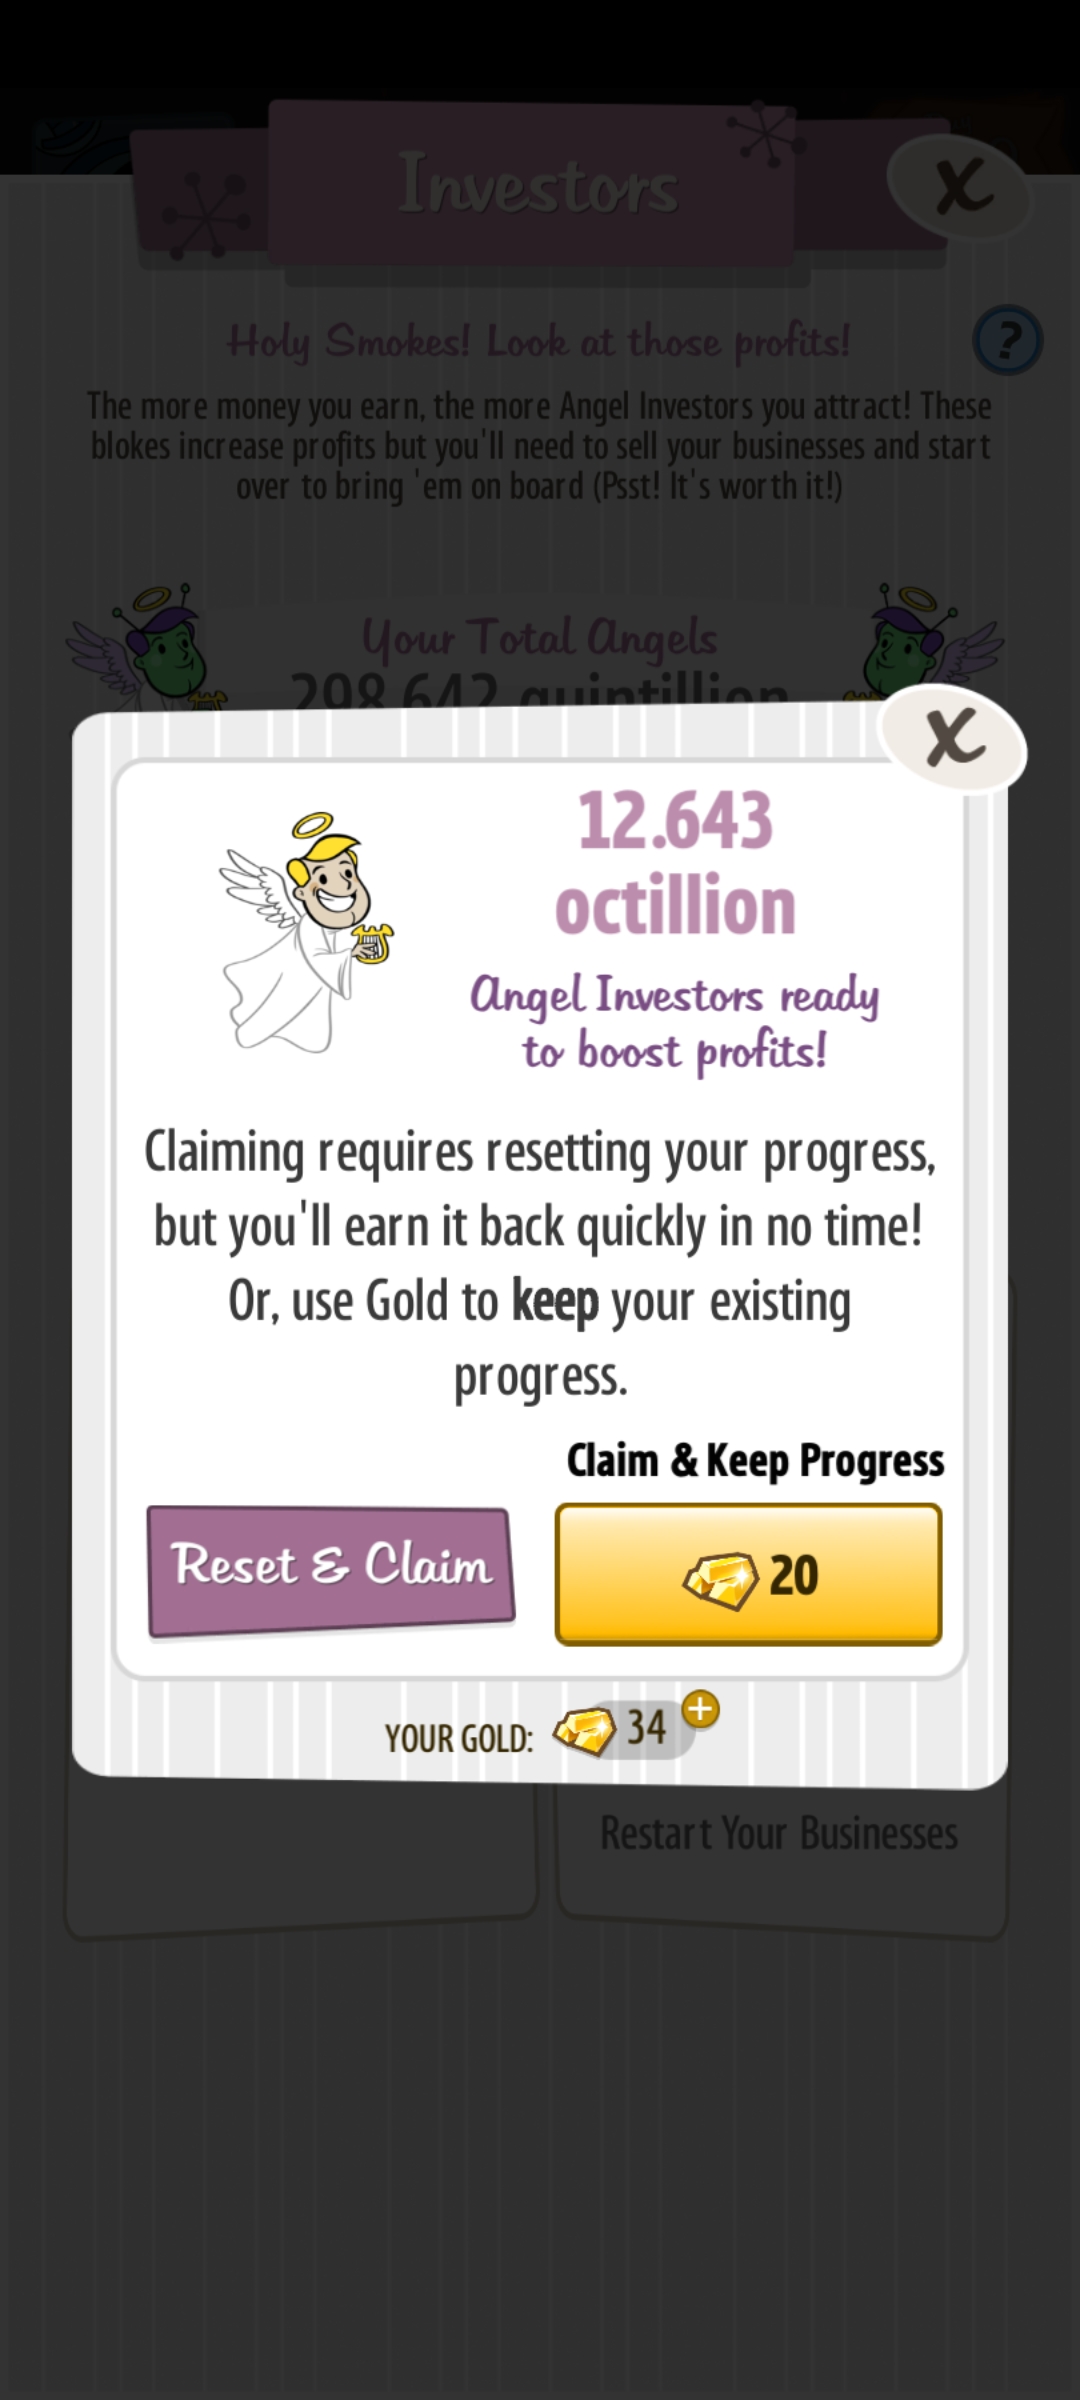 Investors
Holy Smokes! Look at those profits!
?
The more money you earn, the more Angel Investors you attract! These
blokes increase profits but you'll need to sell your businesses and start
over to bring 'em on board (Psst! It's worth it!)
Your Total Angels
298.642 quintillion
X
12.643
octillion
Angel Investors ready
to boost profits!
Claiming requires resetting your progress,
but you'll earn it back quickly in no time!
Or, use Gold to keep your existing
progress.
Claim & Keep Progress
Reset & Claim
20
YOUR GOLD: 34 +
Restart Your Businesses